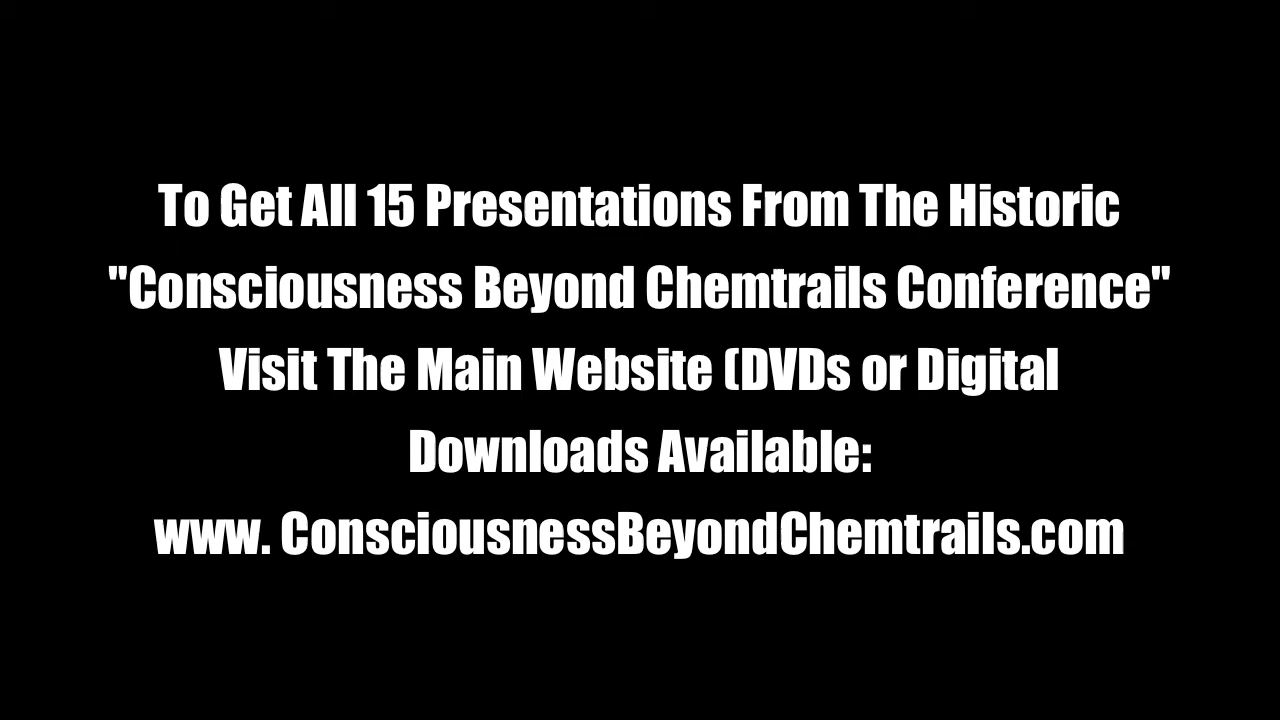 To Get All 15 Presentations From The Historic
"Consciousness Beyond Chemtrails Conference"
Visit The Main Website (DVDs or Digital
Downloads Available:
www. ConsciousnessBeyondChemtrails.com